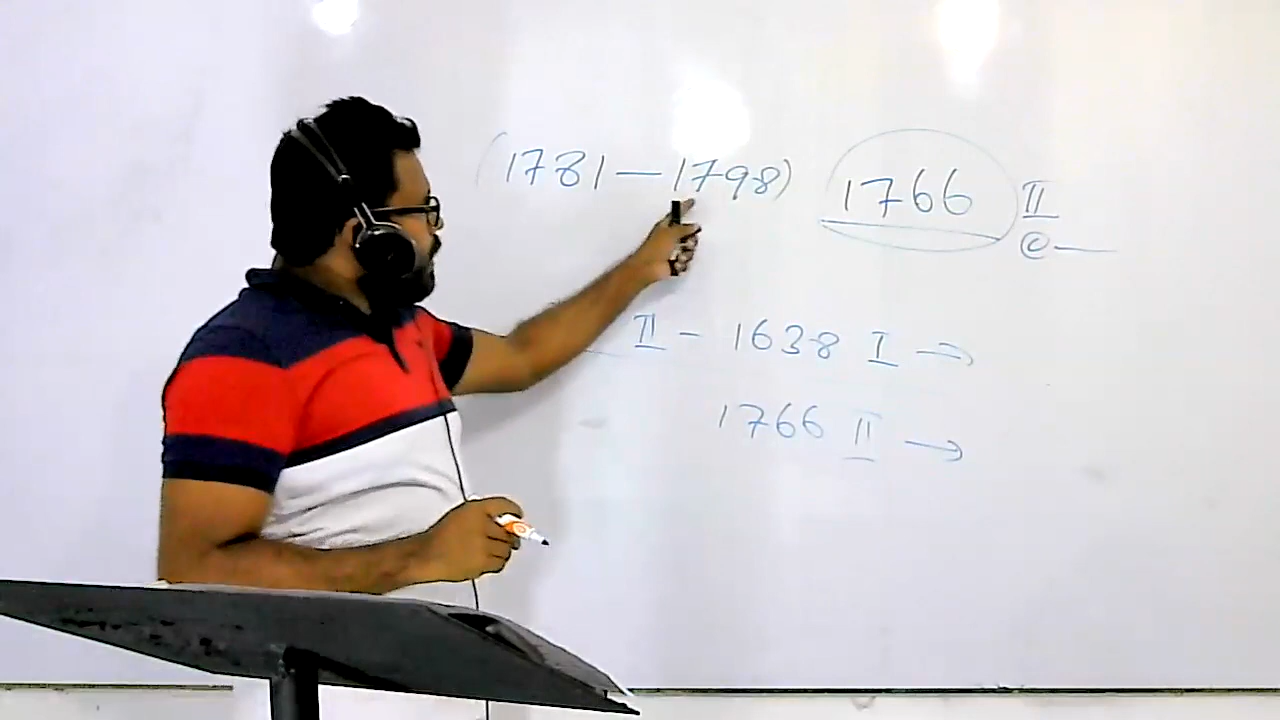 (1781 — 1798) 1766 II
@ —
II - 1638 I →
1766 II →